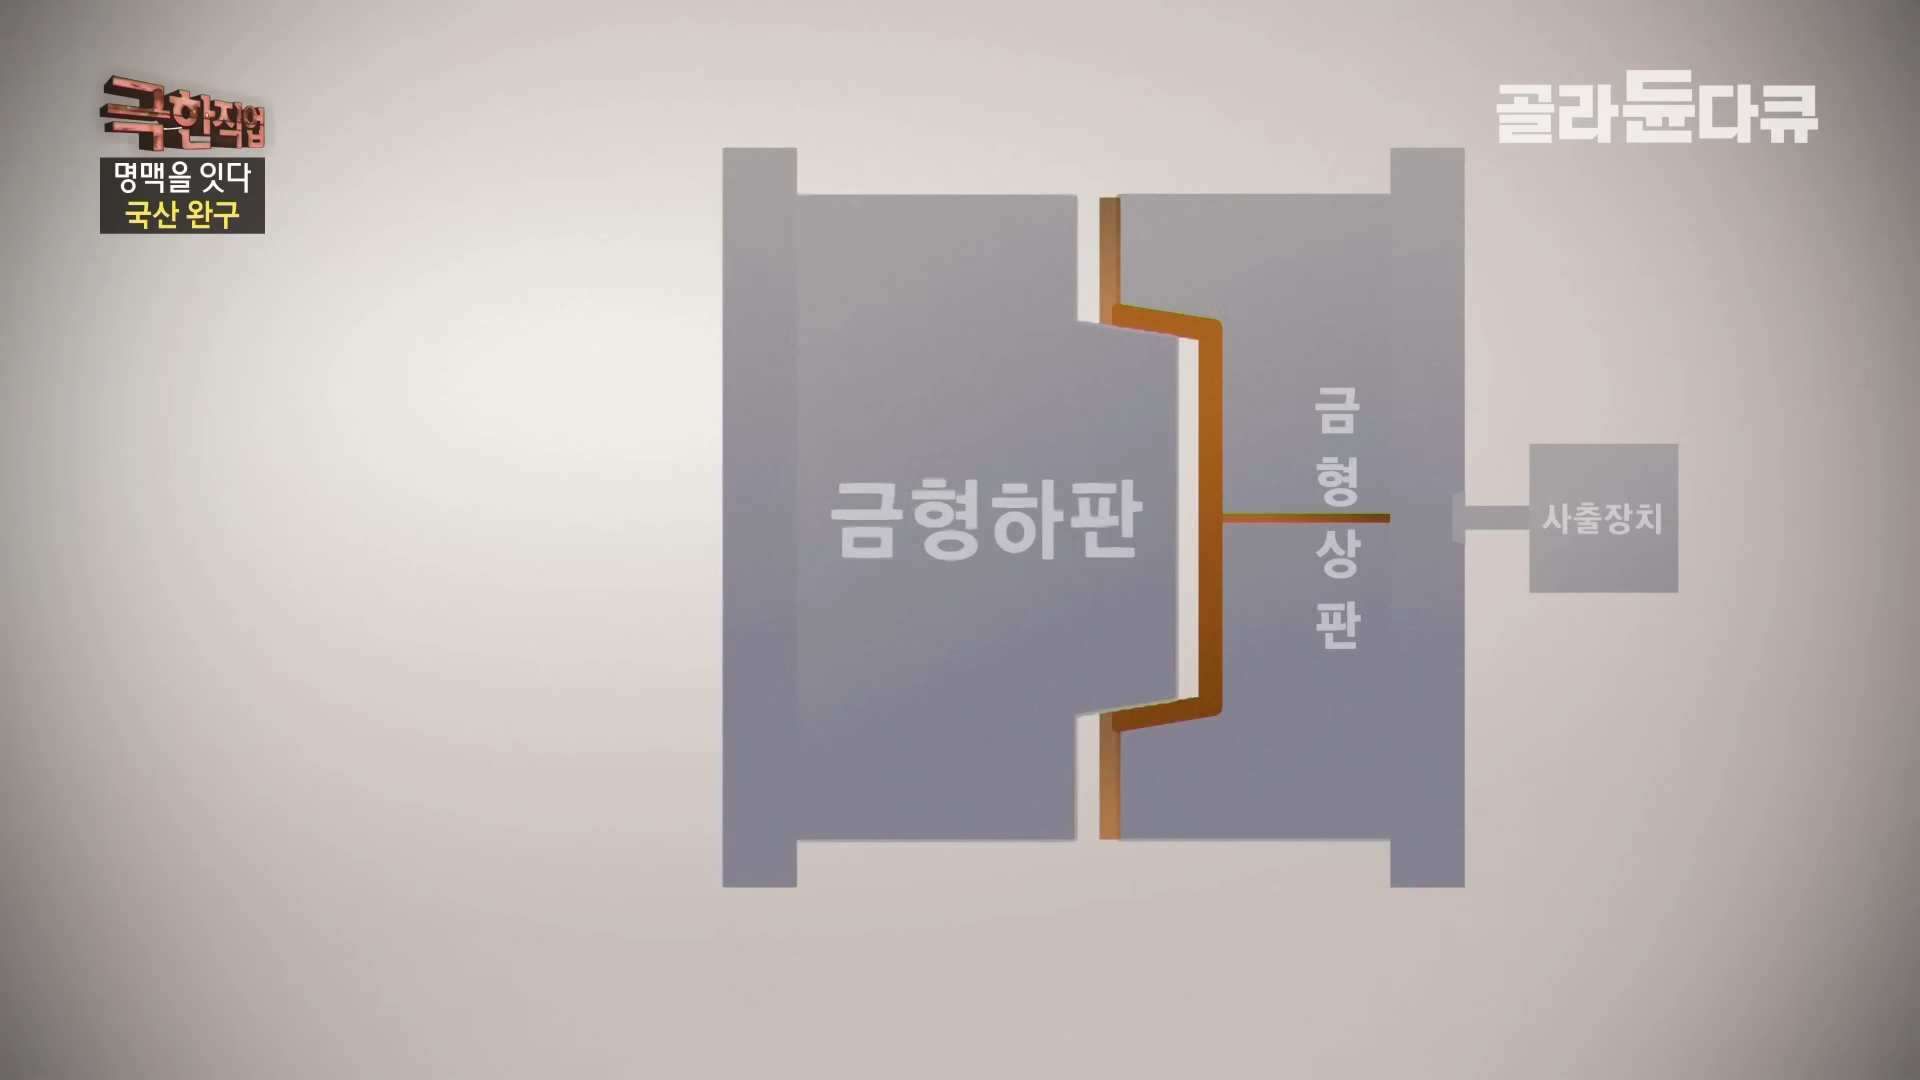 극한직업
명맥을 잇다
국산 완구
골라듄다큐
금형하판
금형상판
사출장치